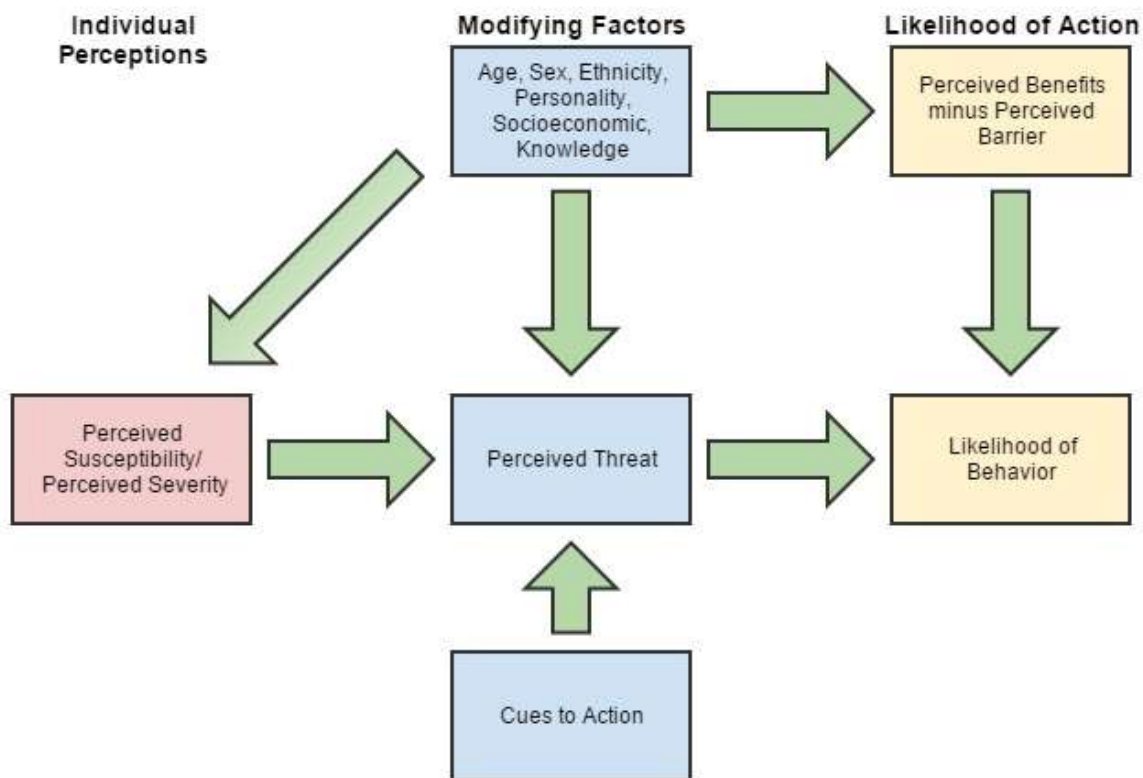 Individual
Perceptions
Modifying Factors
Likelihood of Action
Age, Sex, Ethnicity,
Personality,
Socioeconomic,
Knowledge
Perceived Benefits
minus Perceived
Barrier
Perceived
Susceptibility/
Perceived Severity
Perceived Threat
Likelihood of
Behavior
Cues to Action